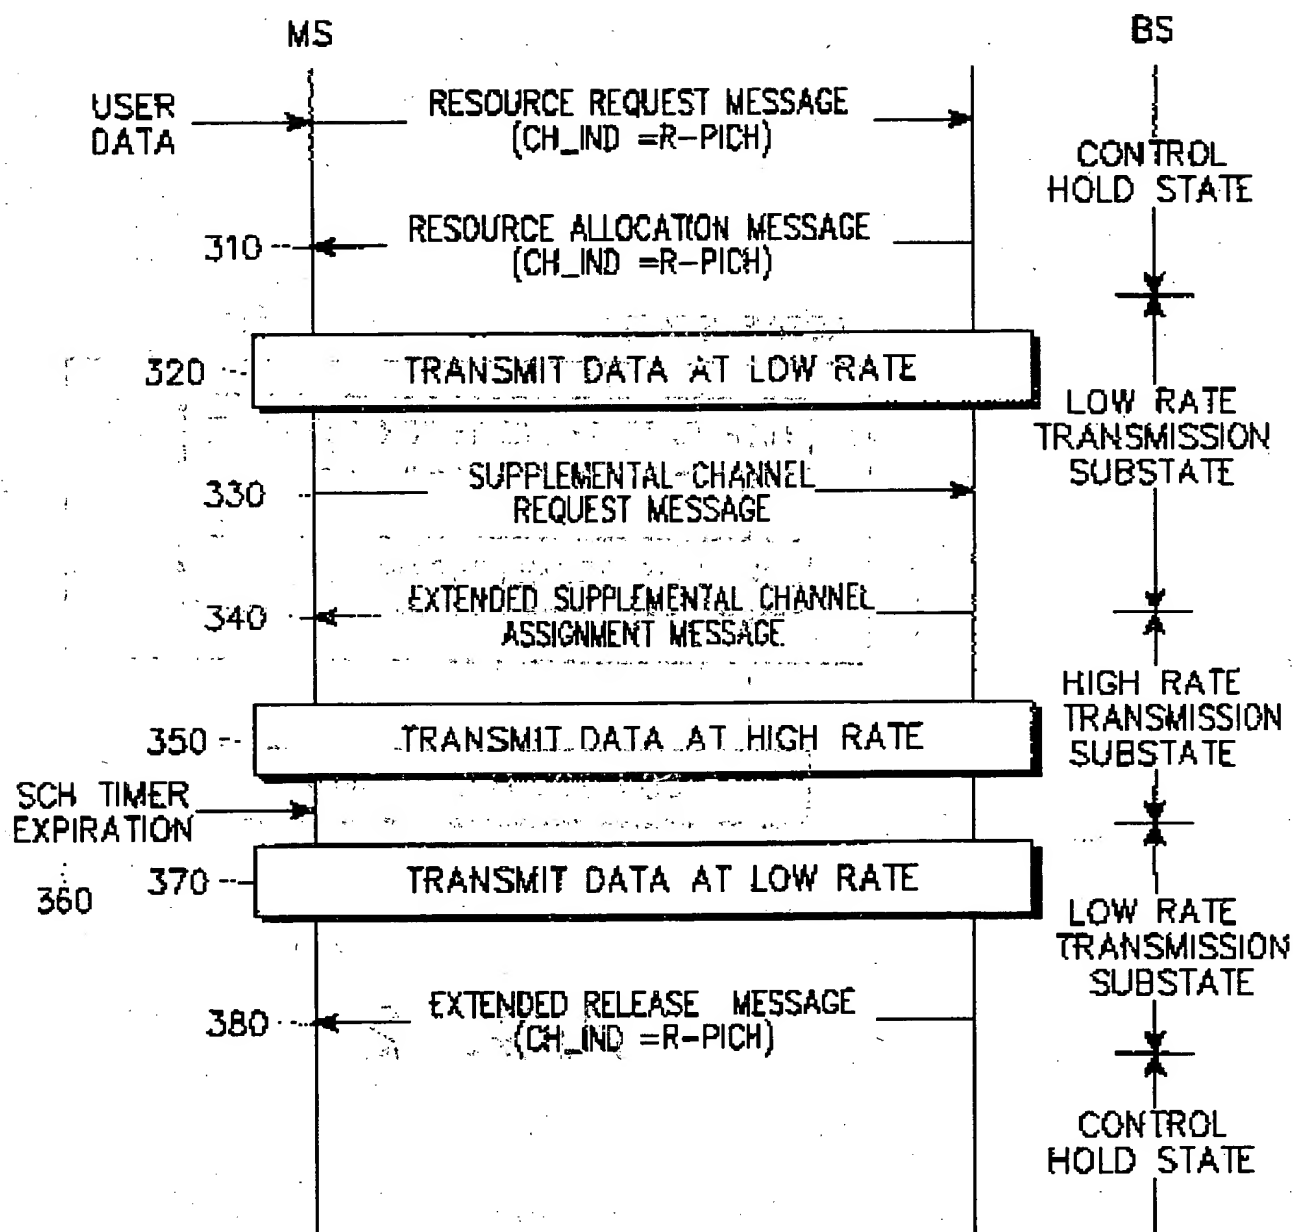 MS
BS
USER
DATA
RESOURCE REQUEST MESSAGE
(CH_IND =R-PICH)
CONTROL
HOLD STATE
310
RESOURCE ALLOCATION MESSAGE
(CH_IND =R-PICH)
320
TRANSMIT DATA AT LOW RATE
LOW RATE
TRANSMISSION
SUBSTATE
330
SUPPLEMENTAL CHANNEL
REQUEST MESSAGE
340
EXTENDED SUPPLEMENTAL CHANNEL
ASSIGNMENT MESSAGE
HIGH RATE
TRANSMISSION
SUBSTATE
350
TRANSMIT DATA AT HIGH RATE
SCH TIMER
EXPIRATION
360
370
TRANSMIT DATA AT LOW RATE
LOW RATE
TRANSMISSION
SUBSTATE
380
EXTENDED RELEASE MESSAGE
(CH_IND =R-PICH)
CONTROL
HOLD STATE